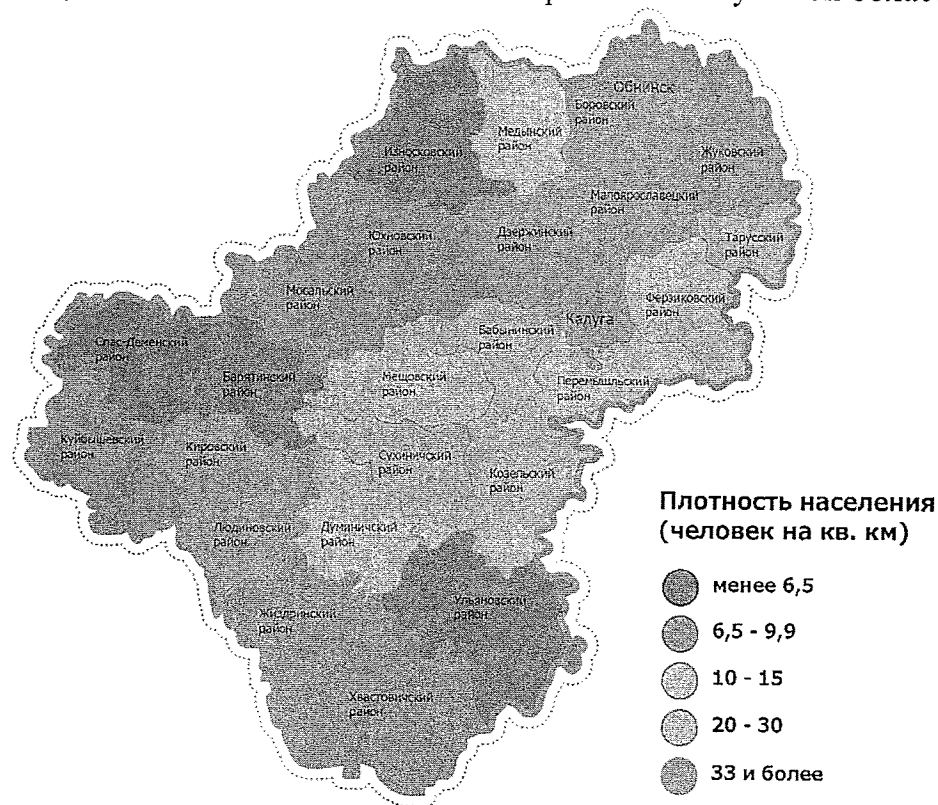 Обнинск
Боровский
район
Медынский
район
Износковский
район
Жуковский
район
Малоярославецкий
район
Юхновский
район
Дзержинский
район
Тарусский
район
Мосальский
район
Ферзиковский
район
Калуга
Бабынинский
район
Спас-Деменский
район
Барятинский
район
Мещовский
район
Перемышльский
район
Куйбышевский
район
Кировский
район
Сухиничский
район
Козельский
район
Людиновский
район
Думиничский
район
Ульяновский
район
Жиздринский
район
Хвастовичский
район
Плотность населения
(человек на кв. км)
менее 6,5
6,5 - 9,9
10 - 15
20 - 30
33 и более